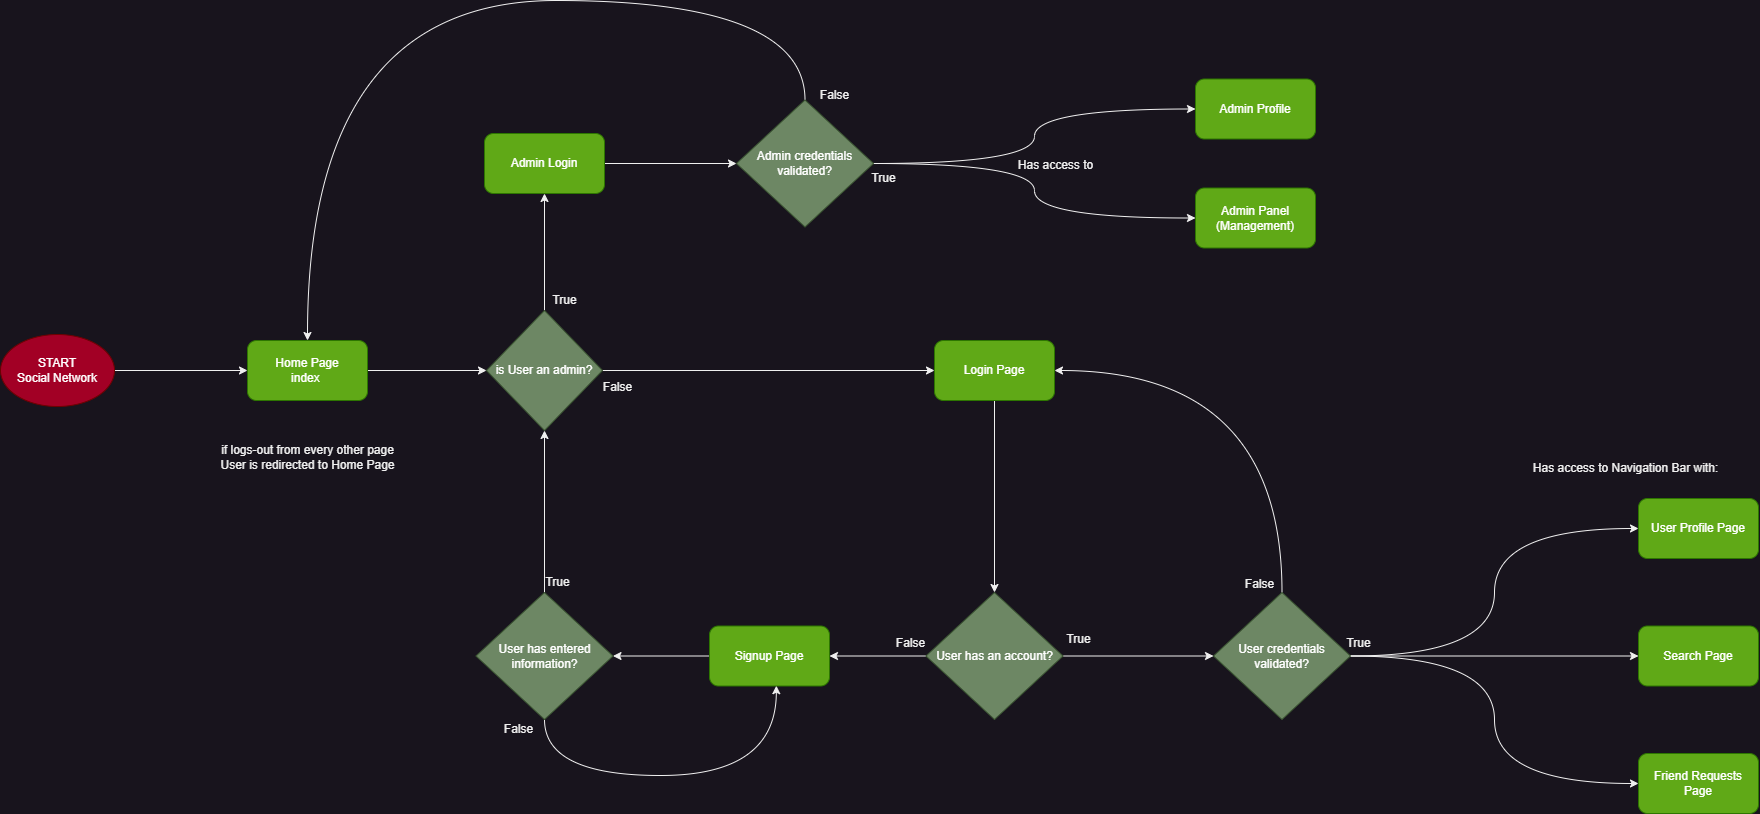 False
Admin Profile
Admin Login
Admin credentials
validated?
Has access to
True
Admin Panel
(Management)
True
START
Social Network
Home Page
index
is User an admin?
False
Login Page
if logs-out from every other page
User is redirected to Home Page
Has access to Navigation Bar with:
User Profile Page
True
False
User has entered
information?
Signup Page
False
User has an account?
True
User credentials
validated?
True
Search Page
False
Friend Requests
Page